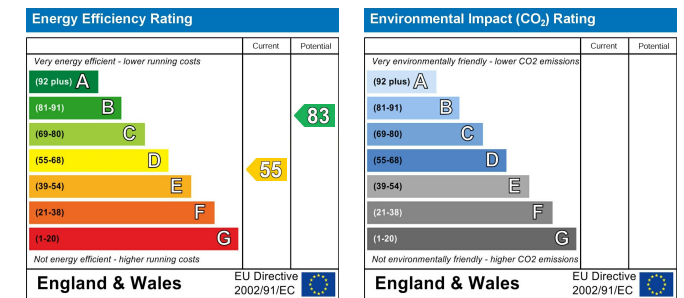 Energy Efficiency Rating
Current Potential
Very energy efficient - lower running costs
(92 plus) A
(81-91) B
83
(69-80) C
(55-68) D
55
(39-54) E
(21-38) F
(1-20) G
Not energy efficient - higher running costs
England & Wales
EU Directive
2002/91/EC
Environmental Impact (CO2) Rating
Current Potential
Very environmentally friendly - lower CO2 emissions
(92 plus) A
(81-91) B
(69-80) C
(55-68) D
(39-54) E
(21-38) F
(1-20) G
Not environmentally friendly - higher CO2 emissions
England & Wales
EU Directive
2002/91/EC